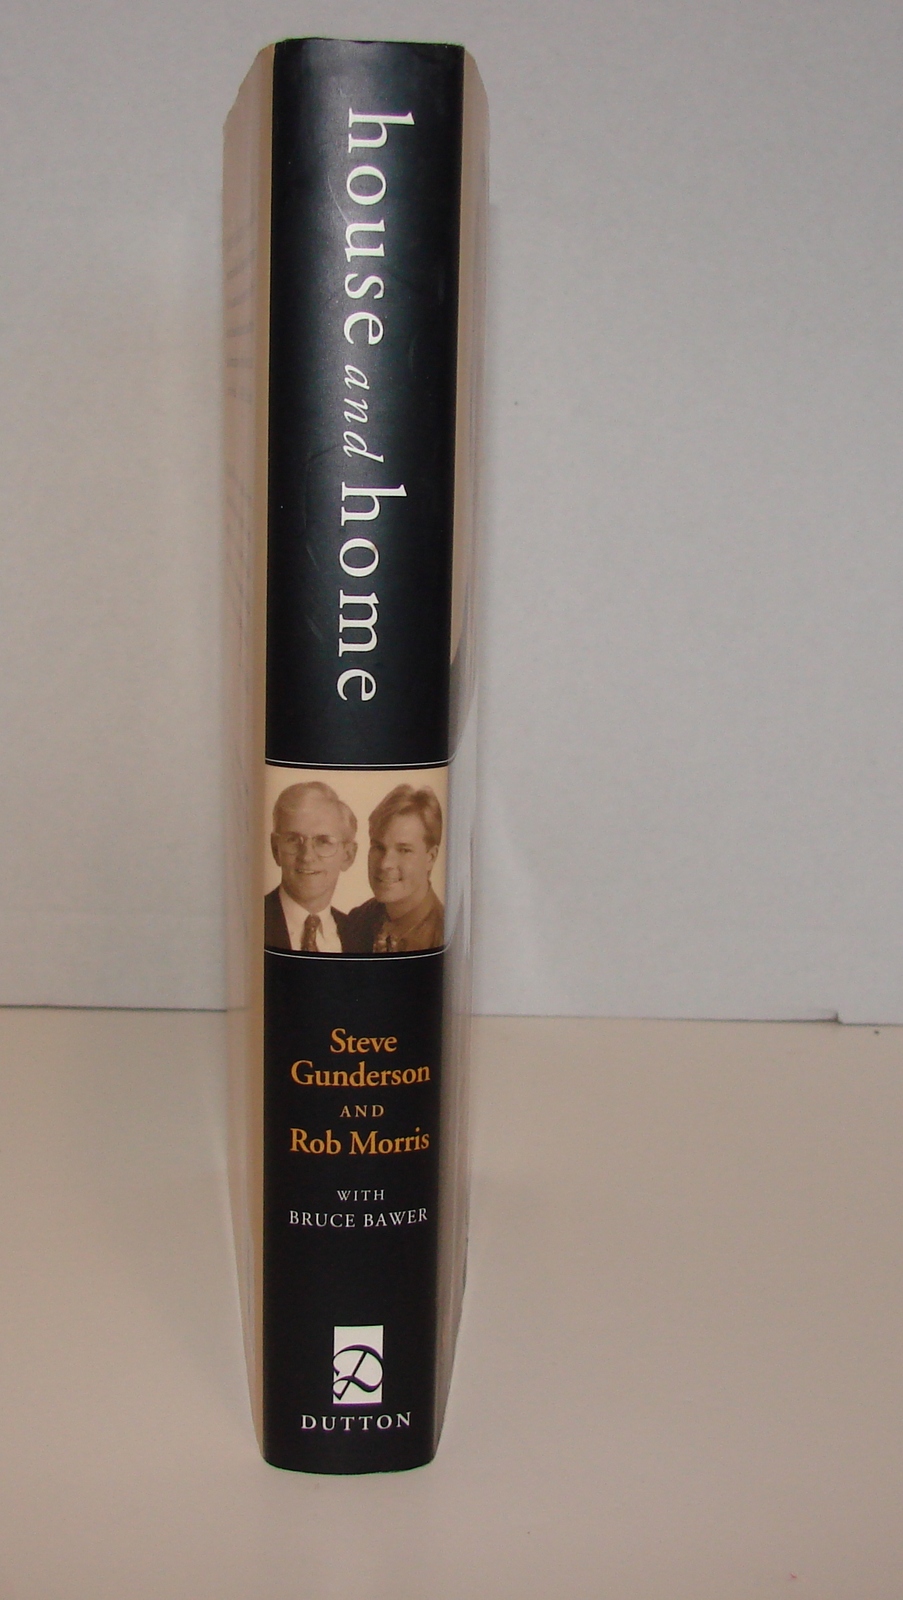 house and home
Steve
Gunderson
AND
Rob Morris
WITH
BRUCE BAWER
D
DUTTON